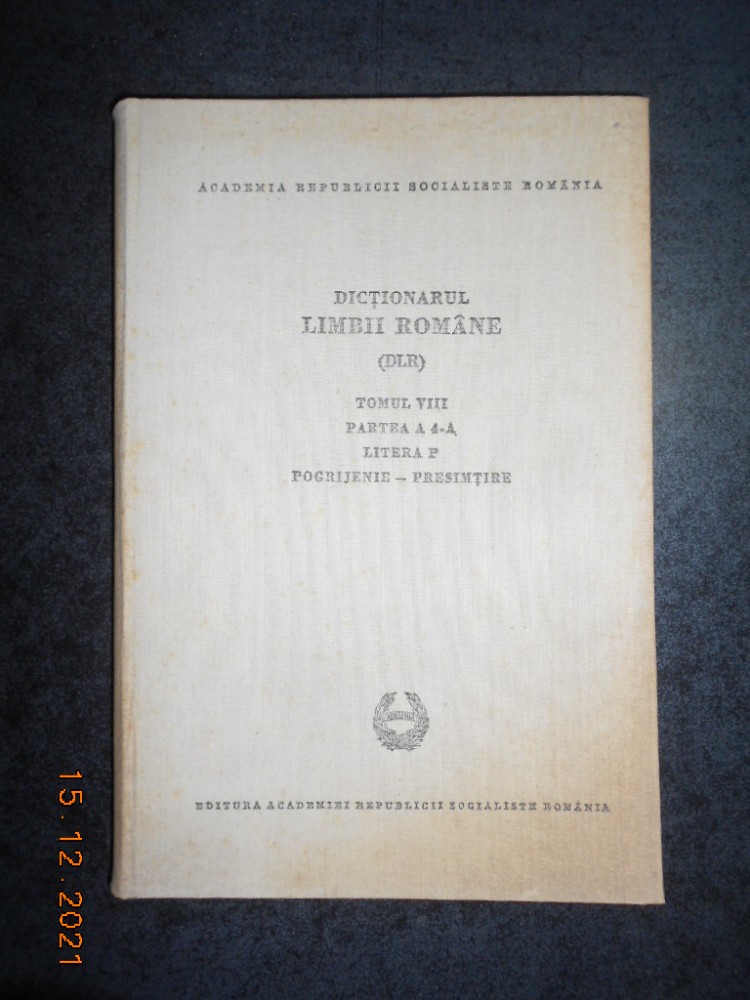 ACADEMIA REPUBLICII SOCIALISTE ROMÂNIA
DICȚIONARUL
LIMBII ROMÂNE
(DLR)
TOMUL VIII
PARTEA A 4-A
LITERA P
POGRIJENIE – PRESIMȚIRE
EDITURA ACADEMIEI REPUBLICII SOCIALISTE ROMÂNIA
15.12.2021